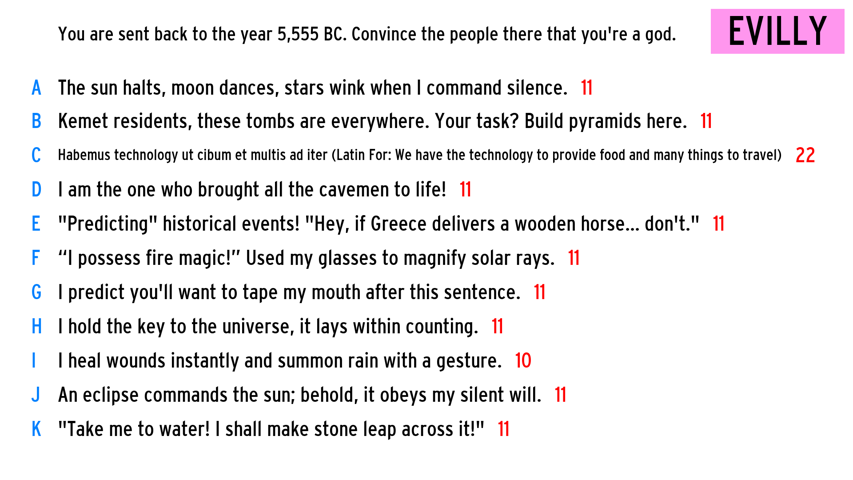 You are sent back to the year 5,555 BC. Convince the people there that you're a god.
EVILLY
A The sun halts, moon dances, stars wink when I command silence. 11
B Kemet residents, these tombs are everywhere. Your task? Build pyramids here. 11
C Habemus technology ut cibum et multis ad iter (Latin For: We have the technology to provide food and many things to travel) 22
D I am the one who brought all the cavemen to life! 11
E "Predicting" historical events! "Hey, if Greece delivers a wooden horse... don't." 11
F “I possess fire magic!” Used my glasses to magnify solar rays. 11
G I predict you'll want to tape my mouth after this sentence. 11
H I hold the key to the universe, it lays within counting. 11
I I heal wounds instantly and summon rain with a gesture. 10
J An eclipse commands the sun; behold, it obeys my silent will. 11
K "Take me to water! I shall make stone leap across it!" 11